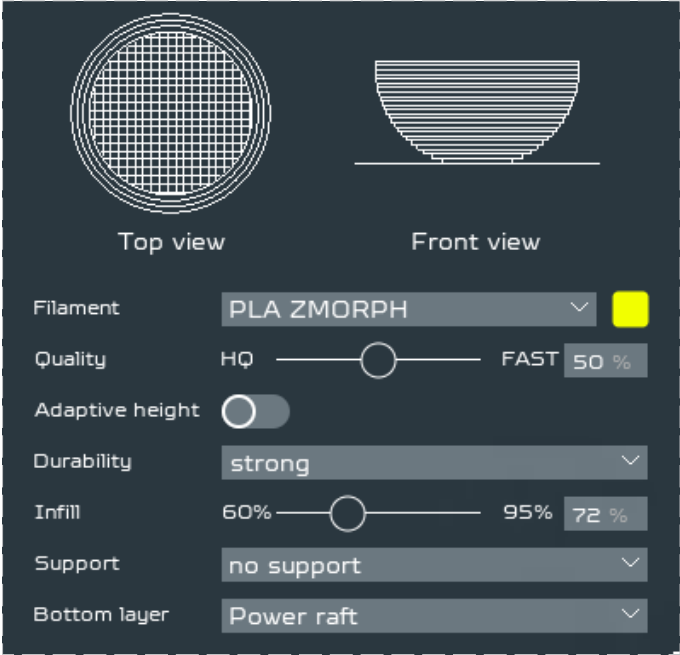 Top view Front view
Filament PLA ZMORPH
Quality HQ FAST 50 %
Adaptive height
Durability strong
Infill 60% 95% 72 %
Support no support
Bottom layer Power raft